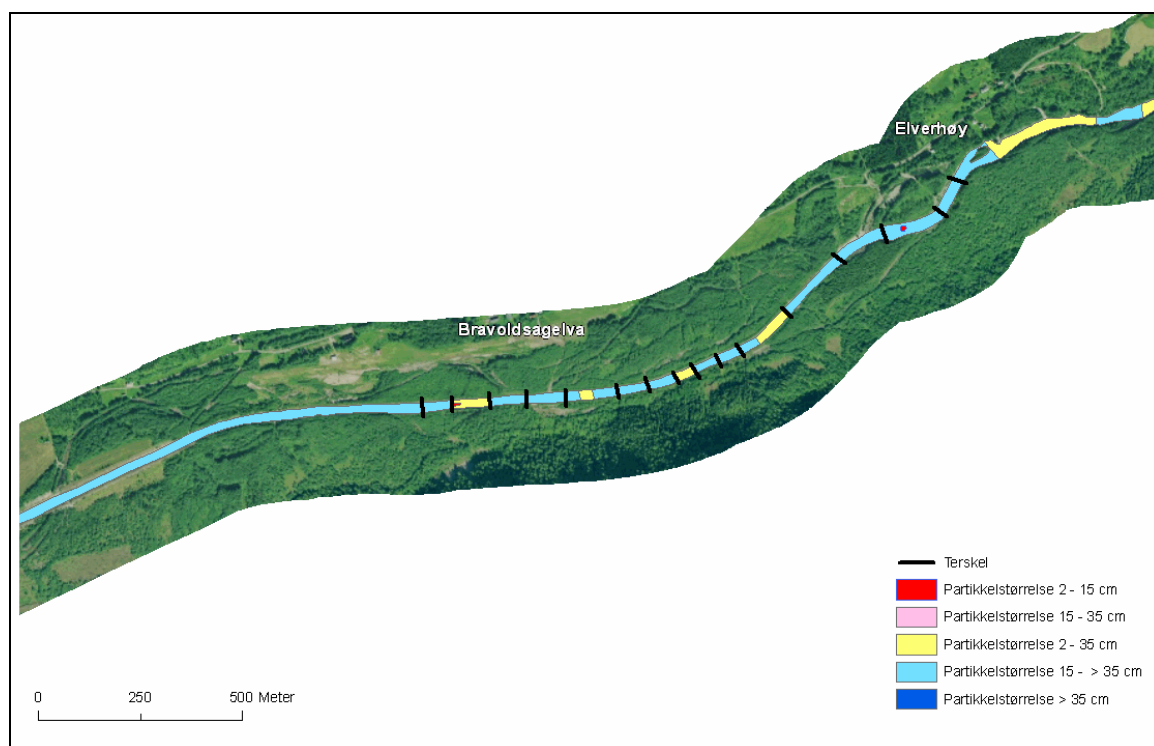 Elverhøy
Bravoldsagelva
Terskel
Partikkelstørrelse 2 - 15 cm
Partikkelstørrelse 15 - 35 cm
Partikkelstørrelse 2 - 35 cm
Partikkelstørrelse 15 - > 35 cm
Partikkelstørrelse > 35 cm
0 250 500 Meter